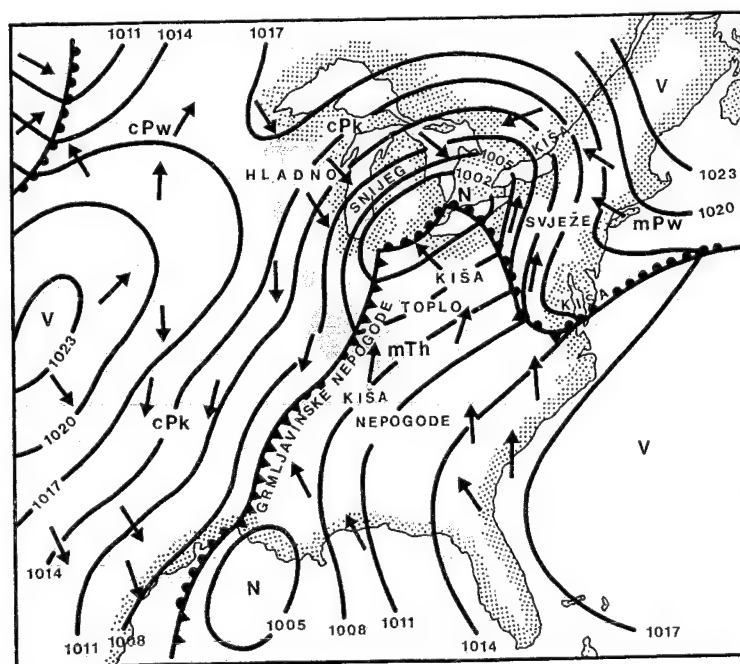 1011
1014
1017
V
cPw
cPk
KIŠA
1005
1002
HLADNO
SNIJEG
1023
N
1020
SVJEŽE
mPw
KIŠA
KIŠA
TOPLO
V
1023
mTh
KIŠA
NEPOGODE
GRMLJAVINSKE NEPOGODE
cPk
1020
V
1017
1014
N
1011
1008
1005
1008
1011
1014
1017